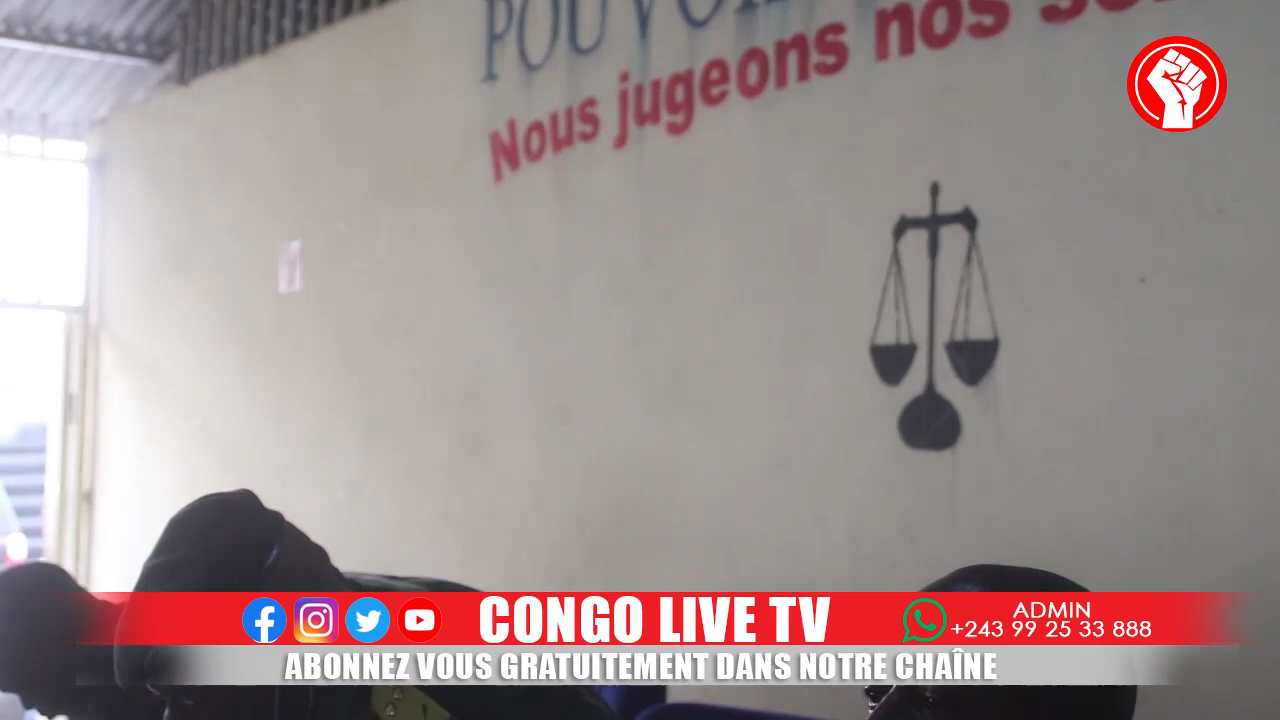 Nous jugeons nos
CONGO LIVE TV
ADMIN
+243 99 25 33 888
ABONNEZ VOUS GRATUITEMENT DANS NOTRE CHAÎNE